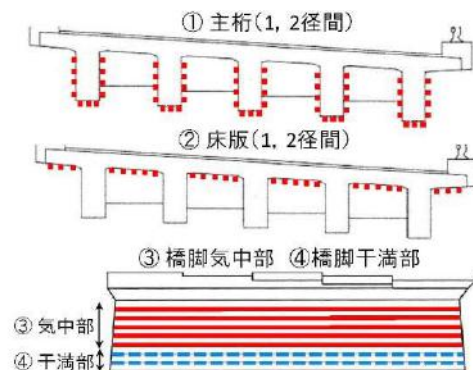 ① 主桁(1, 2径間)
② 床版(1, 2径間)
③ 橋脚気中部 ④橋脚干満部
③ 気中部
④ 干満部